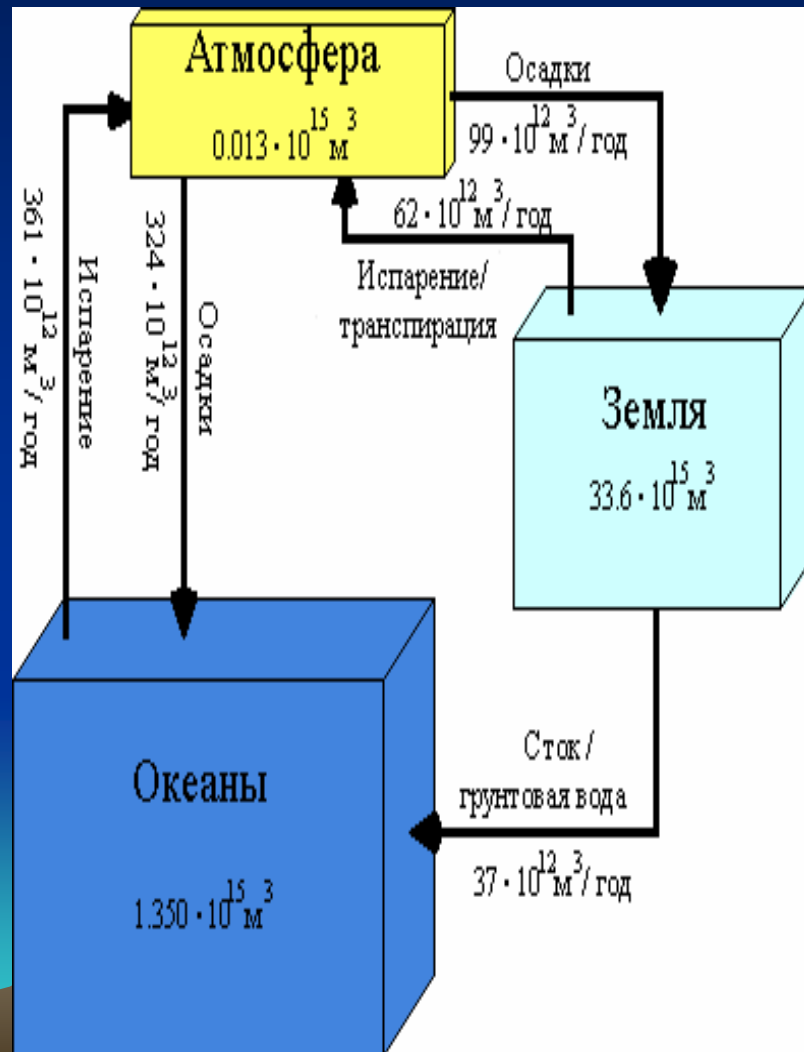 Атмосфера
0.013 · 10¹⁵ м³
Осадки
99 · 10¹² м³/ год
62 · 10¹² м³/ год
Испарение/
транспирация
Испарение
361 · 10¹² м³/ год
Осадки
324 · 10¹² м³/ год
Земля
33.6 · 10¹⁵ м³
Океаны
1.350 · 10¹⁵ м³
Сток /
грунтовая вода
37 · 10¹² м³/ год